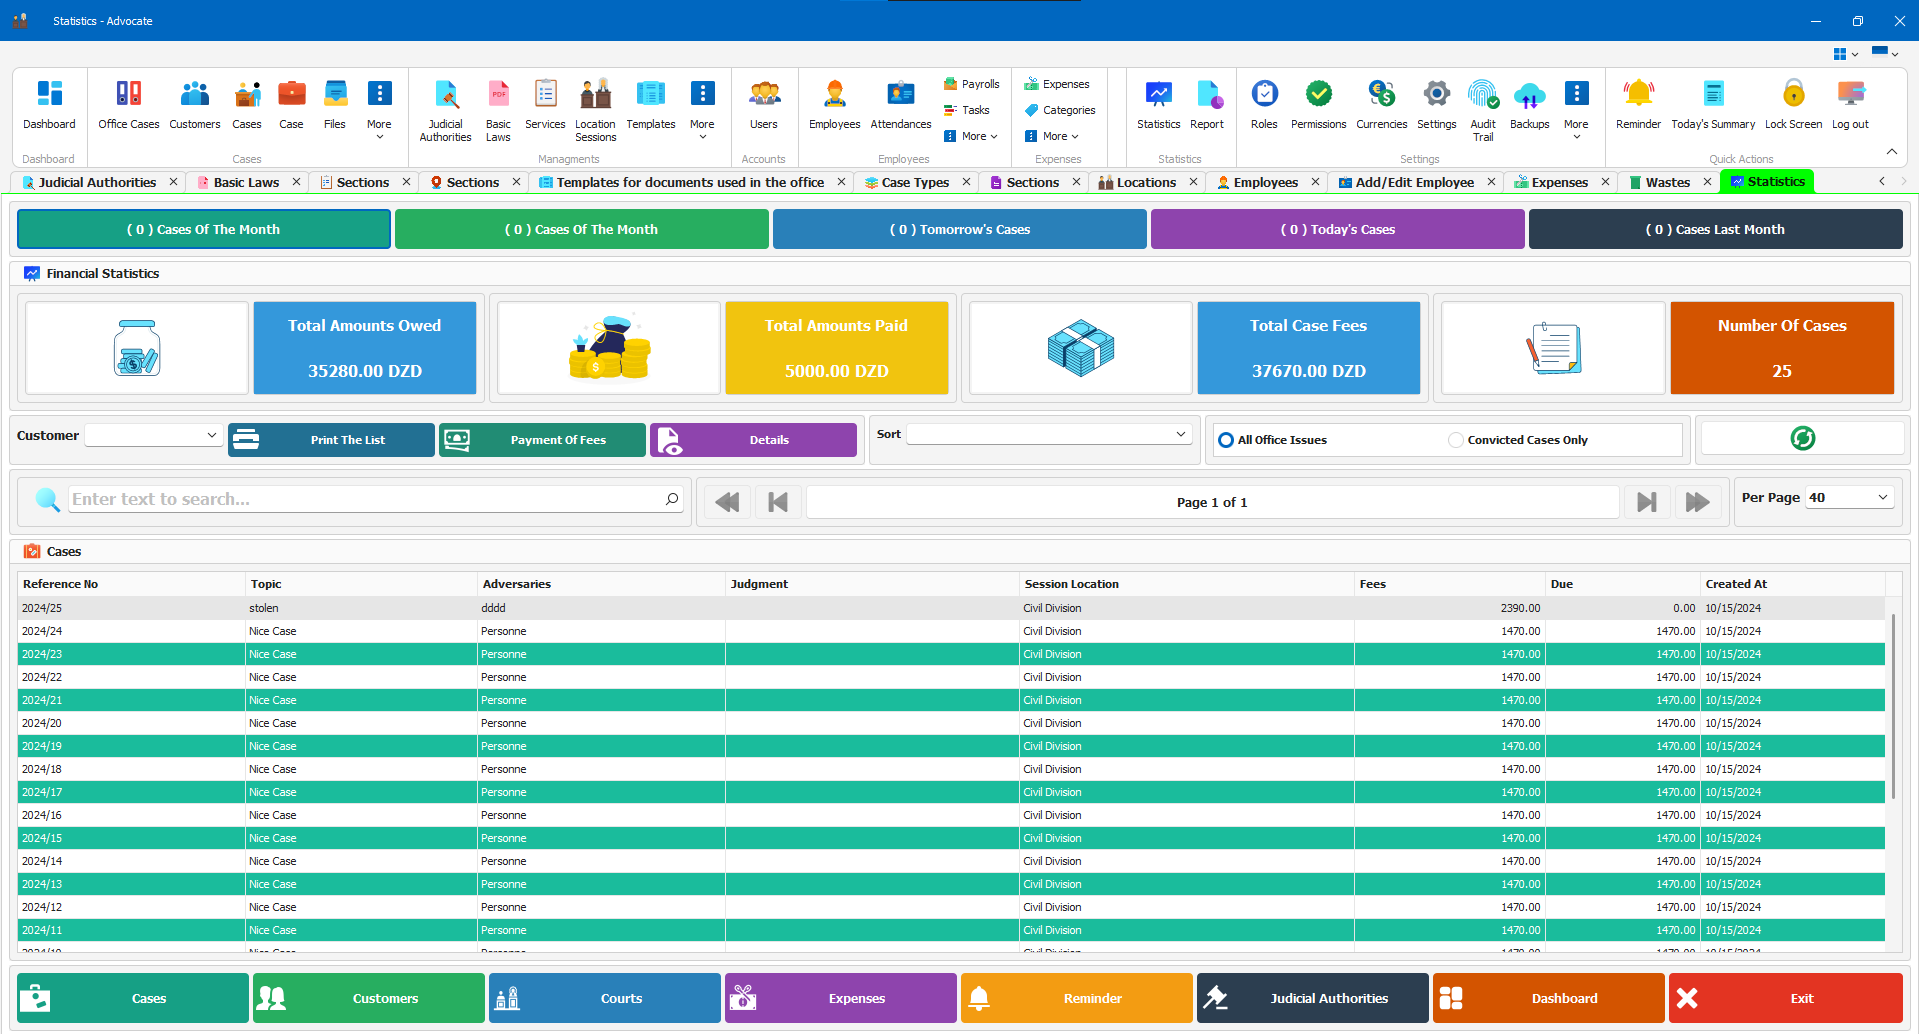 Statistics - Advocate
Dashboard
Office Cases
Customers
Cases
Case
Files
More
Judicial Authorities
Basic Laws
Services
Location Sessions
Templates
More
Users
Employees
Attendances
Payrolls
Tasks
More
Expenses
Categories
More
Statistics
Report
Roles
Permissions
Currencies
Settings
Audit Trail
Backups
More
Reminder
Today's Summary
Lock Screen
Log out
Dashboard
Cases
Managments
Accounts
Employees
Expenses
Statistics
Settings
Quick Actions
Judicial Authorities
Basic Laws
Sections
Sections
Templates for documents used in the office
Case Types
Sections
Locations
Employees
Add/Edit Employee
Expenses
Wastes
Statistics
( 0 ) Cases Of The Month
( 0 ) Cases Of The Month
( 0 ) Tomorrow's Cases
( 0 ) Today's Cases
( 0 ) Cases Last Month
Financial Statistics
Total Amounts Owed
35280.00 DZD
Total Amounts Paid
5000.00 DZD
Total Case Fees
37670.00 DZD
Number Of Cases
25
Customer
Print The List
Payment Of Fees
Details
Sort
All Office Issues
Convicted Cases Only
Enter text to search...
Page 1 of 1
Per Page 40
Cases
Reference No Topic Adversaries Judgment Session Location Fees Due Created At
2024/25 stolen dddd Civil Division 2390.00 0.00 10/15/2024
2024/24 Nice Case Personne Civil Division 1470.00 1470.00 10/15/2024
2024/23 Nice Case Personne Civil Division 1470.00 1470.00 10/15/2024
2024/22 Nice Case Personne Civil Division 1470.00 1470.00 10/15/2024
2024/21 Nice Case Personne Civil Division 1470.00 1470.00 10/15/2024
2024/20 Nice Case Personne Civil Division 1470.00 1470.00 10/15/2024
2024/19 Nice Case Personne Civil Division 1470.00 1470.00 10/15/2024
2024/18 Nice Case Personne Civil Division 1470.00 1470.00 10/15/2024
2024/17 Nice Case Personne Civil Division 1470.00 1470.00 10/15/2024
2024/16 Nice Case Personne Civil Division 1470.00 1470.00 10/15/2024
2024/15 Nice Case Personne Civil Division 1470.00 1470.00 10/15/2024
2024/14 Nice Case Personne Civil Division 1470.00 1470.00 10/15/2024
2024/13 Nice Case Personne Civil Division 1470.00 1470.00 10/15/2024
2024/12 Nice Case Personne Civil Division 1470.00 1470.00 10/15/2024
2024/11 Nice Case Personne Civil Division 1470.00 1470.00 10/15/2024
Cases
Customers
Courts
Expenses
Reminder
Judicial Authorities
Dashboard
Exit